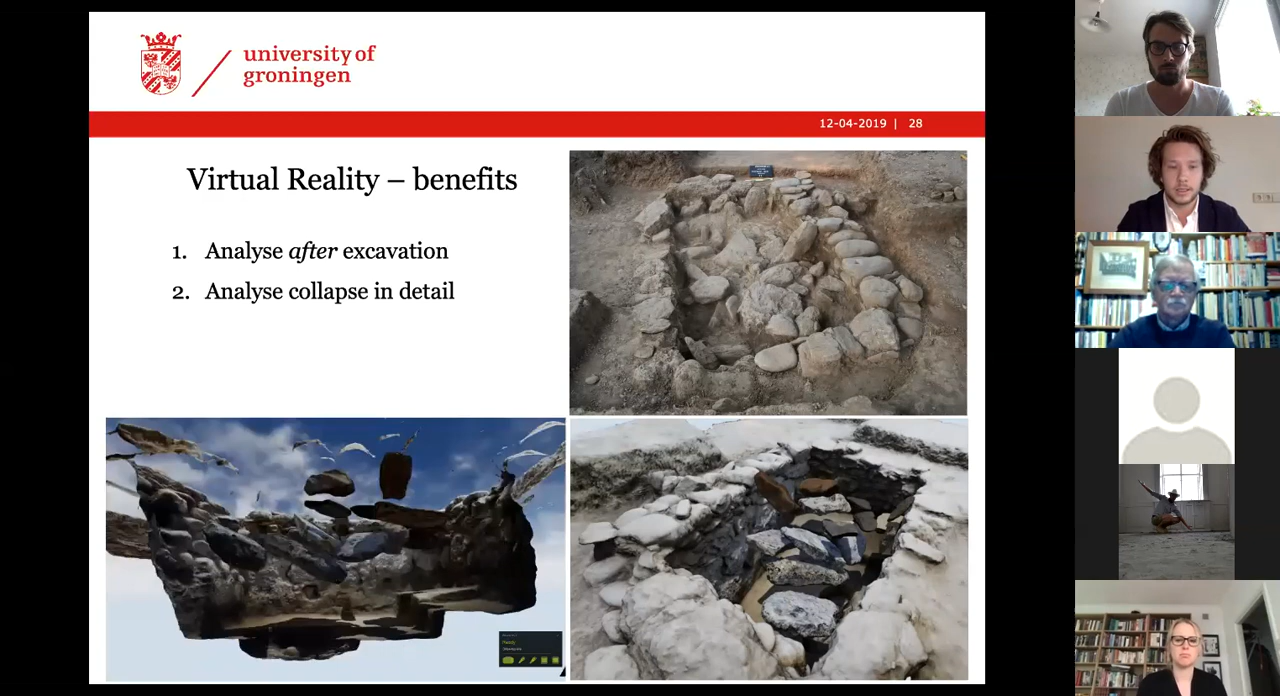 university of
groningen
12-04-2019 | 28
Virtual Reality – benefits
1. Analyse after excavation
2. Analyse collapse in detail